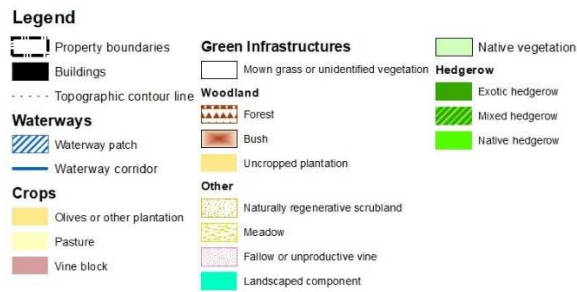 Legend
Property boundaries
Buildings
Topographic contour line
Waterways
Waterway patch
Waterway corridor
Crops
Olives or other plantation
Pasture
Vine block
Green Infrastructures
Mown grass or unidentified vegetation
Woodland
Forest
Bush
Uncropped plantation
Other
Naturally regenerative scrubland
Meadow
Fallow or unproductive vine
Landscaped component
Native vegetation
Hedgerow
Exotic hedgerow
Mixed hedgerow
Native hedgerow